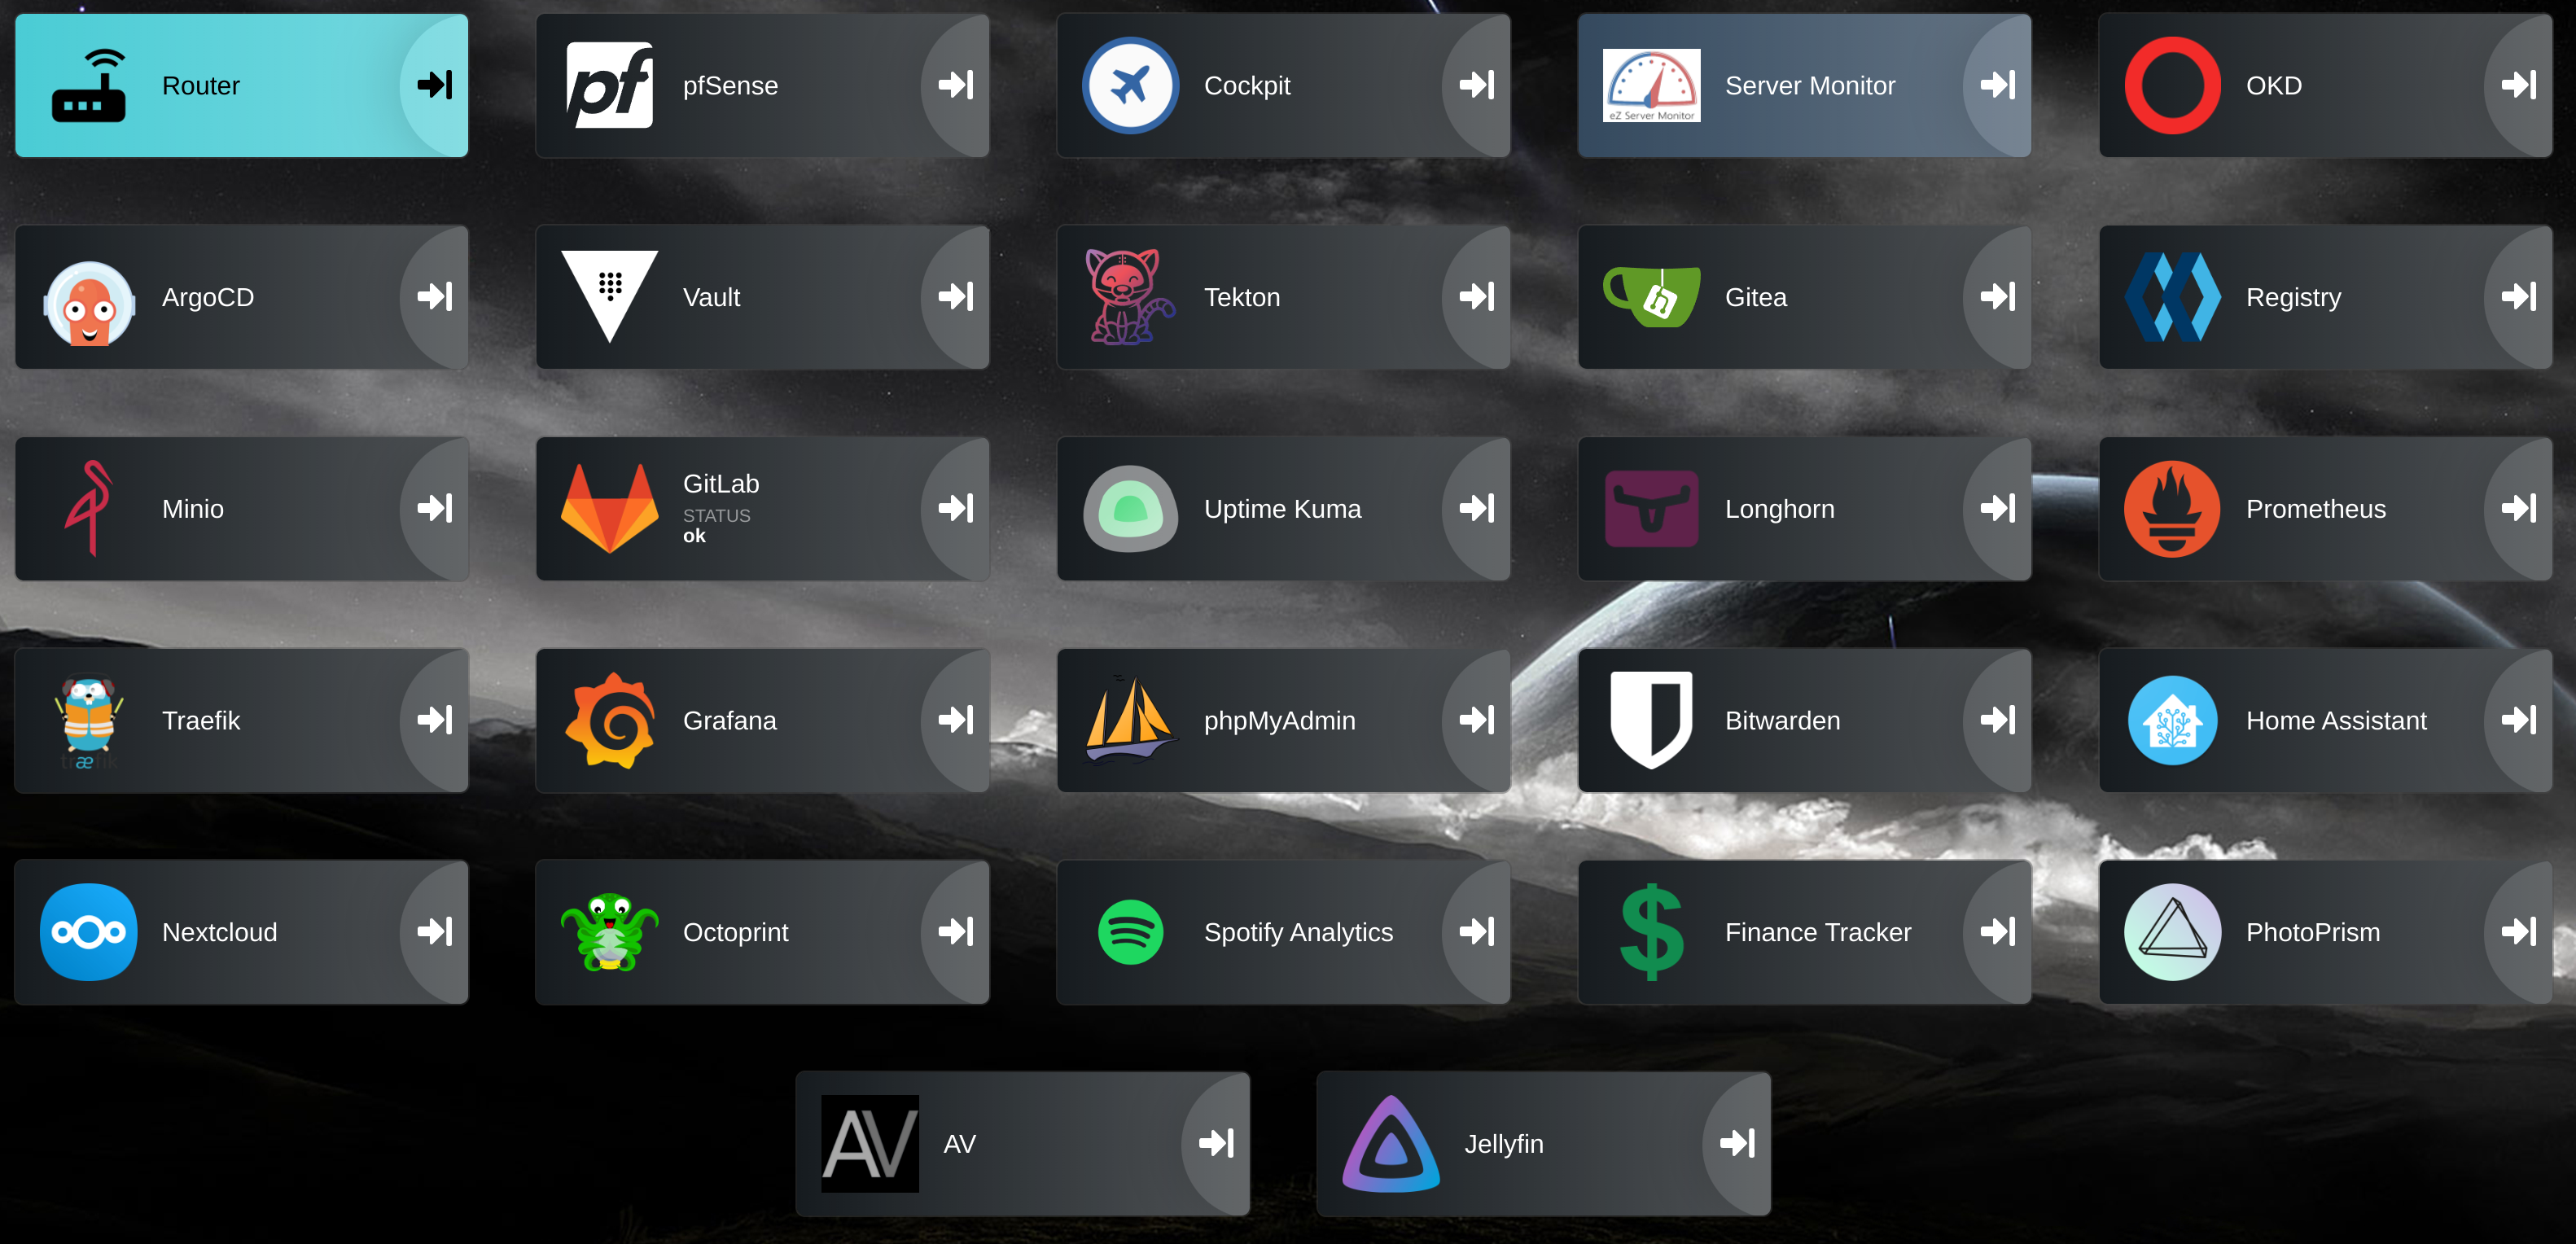 Router
pf
pfSense
Cockpit
eZ Server Monitor
Server Monitor
OKD
ArgoCD
Vault
Tekton
Gitea
Registry
Minio
GitLab
STATUS
ok
Uptime Kuma
Longhorn
Prometheus
træfik
Traefik
Grafana
phpMyAdmin
Bitwarden
Home Assistant
Nextcloud
Octoprint
Spotify Analytics
$
Finance Tracker
PhotoPrism
AV
AV
Jellyfin